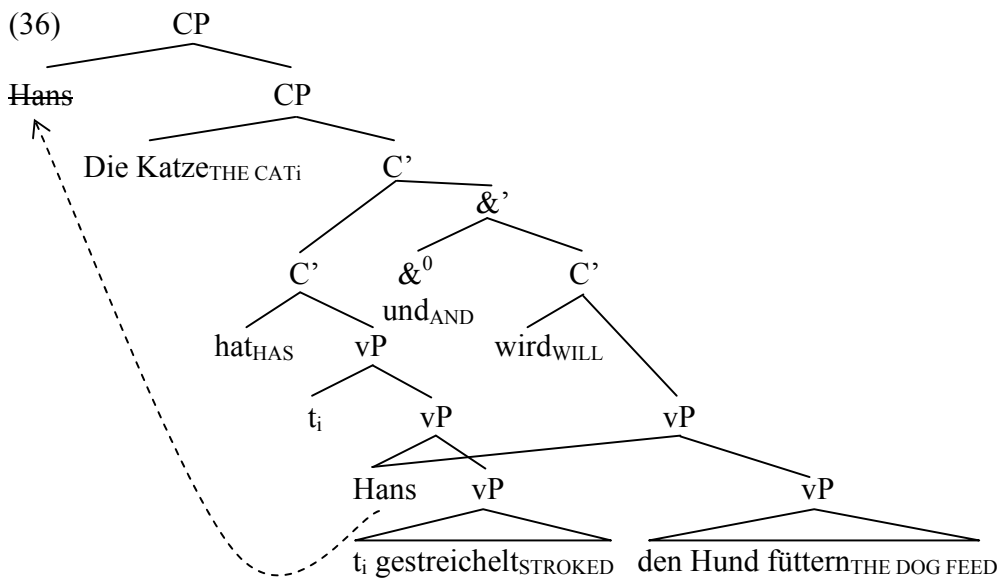 (36) CP
Hans CP
Die Katze THE CATi C’
&’
C’ &0 C’
und AND
hat HAS vP wird WILL
ti vP vP
Hans vP vP
ti gestreichelt STROKED den Hund füttern THE DOG FEED